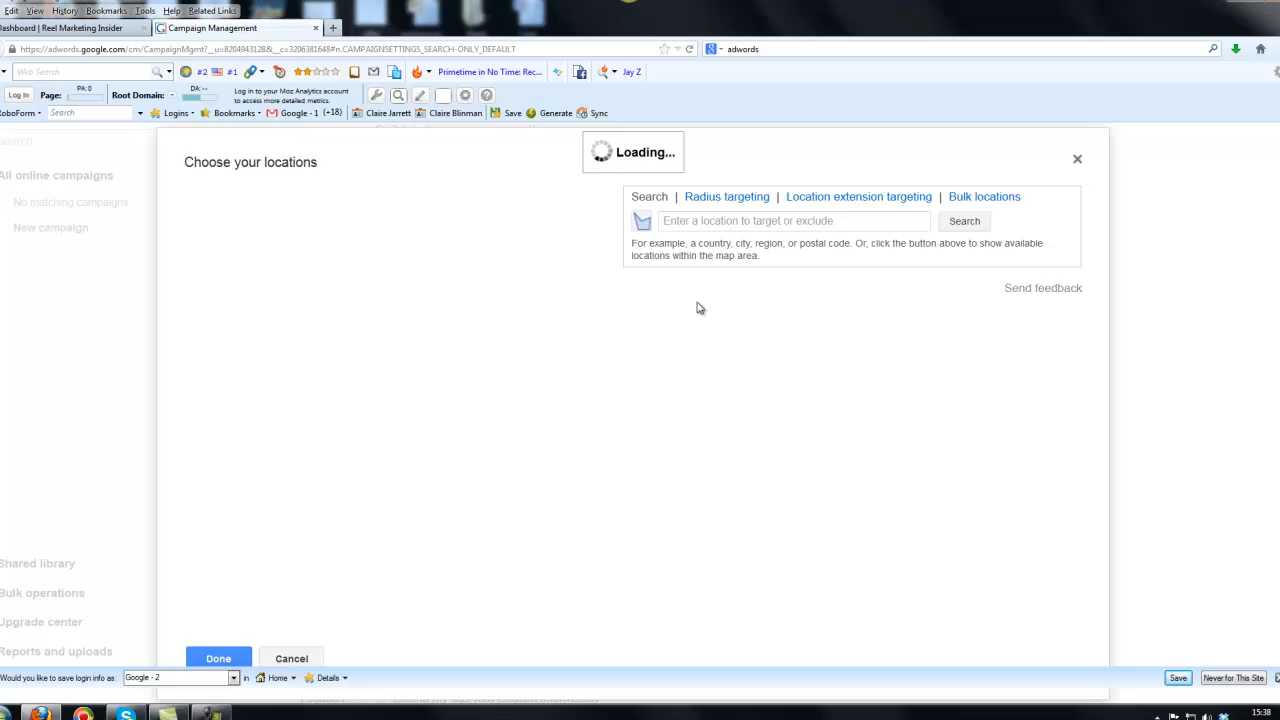 Edit View History Bookmarks Tools Help Related Links
Dashboard | Reel Marketing Insider × Campaign Management × +
https://adwords.google.com/cm/CampaignMgmt?__u=8204943128&__c=3206381648#n.CAMPAIGNSETTINGS_SEARCH-ONLY_DEFAULT adwords
Web Search #2 #1 Primetime in No Time: Rec... Jay Z
Log In Page: PA: 0 Root Domain: DA: -- Log in to your Moz Analytics account
to access more detailed metrics.
RoboForm Search Logins Bookmarks Google - 1 (+18) Claire Jarrett Claire Blinman Save Generate Sync
Search
Loading...
Choose your locations
All online campaigns
Search | Radius targeting | Location extension targeting | Bulk locations
No matching campaigns
Enter a location to target or exclude. Search
New campaign
For example, a country, city, region, or postal code. Or, click the button above to show available
locations within the map area.
Send feedback
Shared library
Bulk operations
Upgrade center
Reports and uploads
Done Cancel
Would you like to save login info as: Google - 2 in Home Details Save Never for This Site
15:38